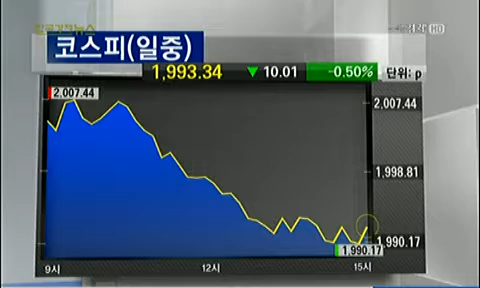 코스피(일중)
1,993.34 ▼ 10.01 -0.50% 단위: p
2,007.44 2,007.44
1,998.81
1,990.17 1,990.17
9시 12시 15시
HD